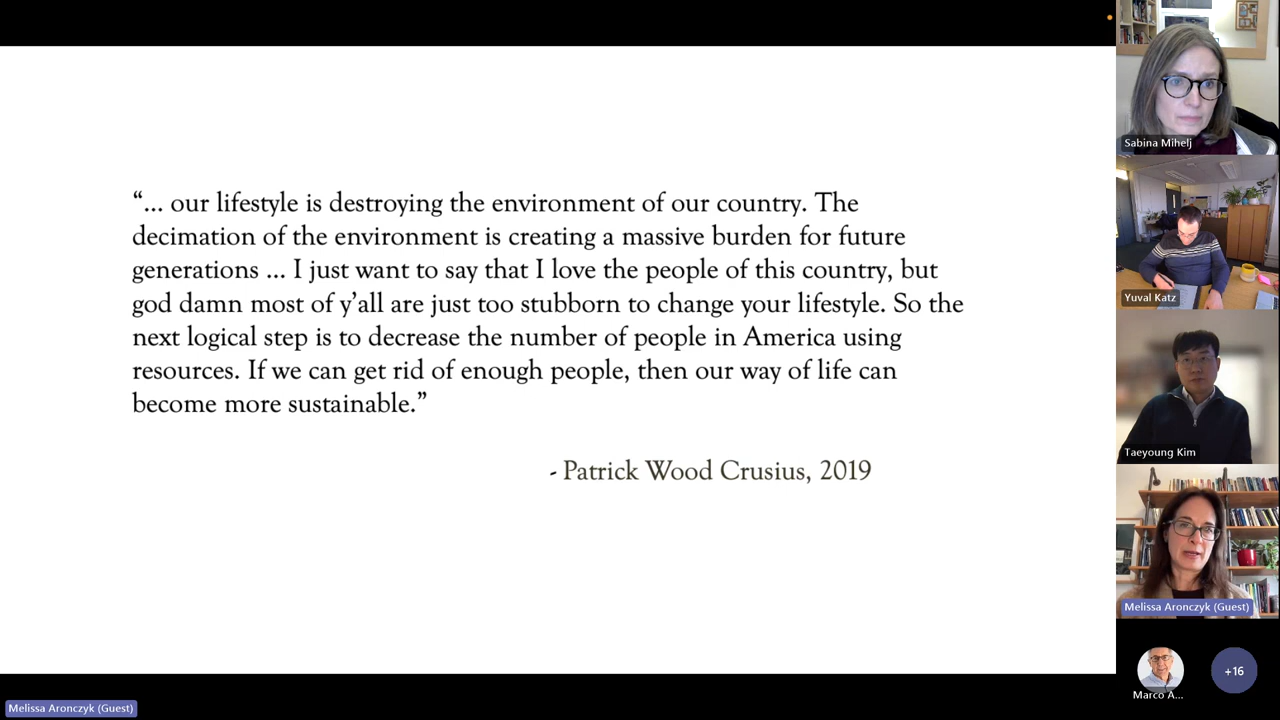 “... our lifestyle is destroying the environment of our country. The
decimation of the environment is creating a massive burden for future
generations ... I just want to say that I love the people of this country, but
god damn most of y’all are just too stubborn to change your lifestyle. So the
next logical step is to decrease the number of people in America using
resources. If we can get rid of enough people, then our way of life can
become more sustainable.”
- Patrick Wood Crusius, 2019
Sabina Mihelj
Yuval Katz
Taeyoung Kim
Melissa Aronczyk (Guest)
Marco A...
+16
Melissa Aronczyk (Guest)